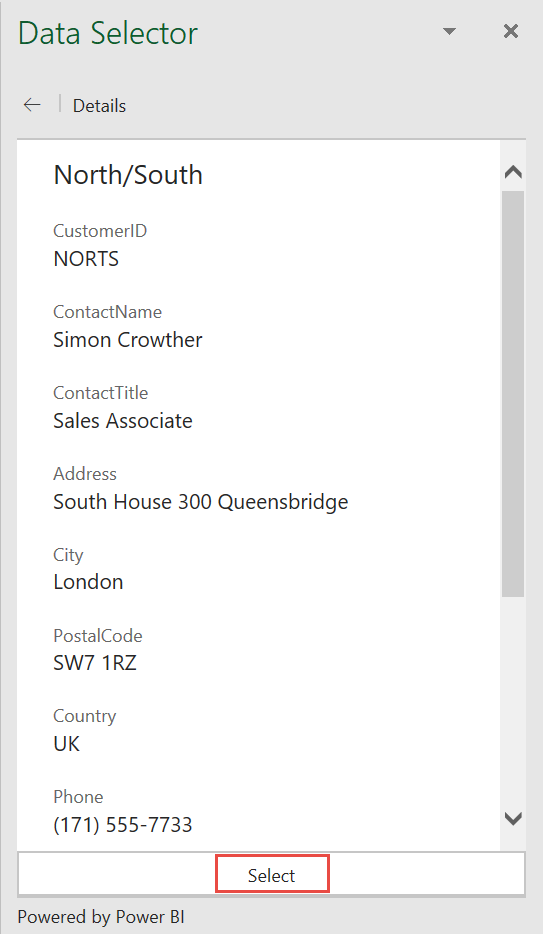 Data Selector
Details
North/South
CustomerID
NORTS
ContactName
Simon Crowther
ContactTitle
Sales Associate
Address
South House 300 Queensbridge
City
London
PostalCode
SW7 1RZ
Country
UK
Phone
(171) 555-7733
Select
Powered by Power BI